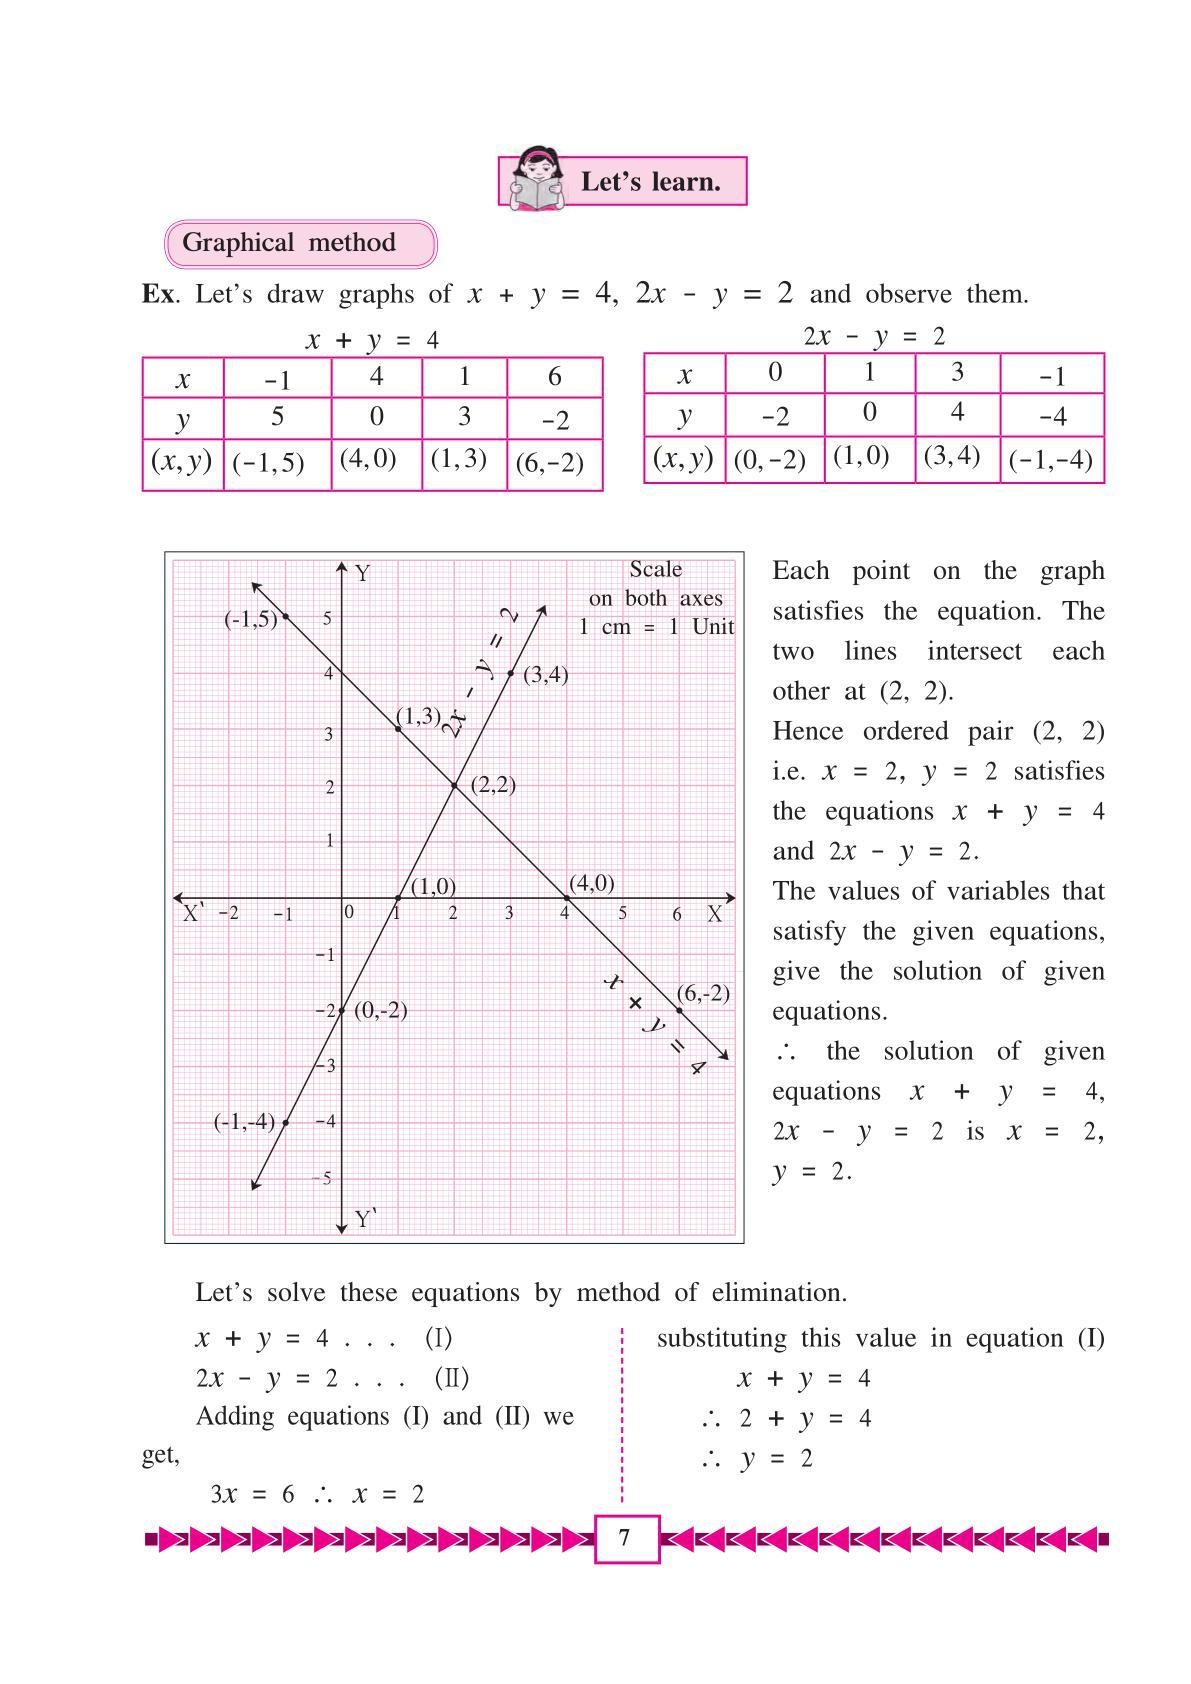 Let's learn.
Graphical method
Ex. Let's draw graphs of x + y = 4, 2x - y = 2 and observe them.
x + y = 4
x -1 4 1 6
y 5 0 3 -2
(x, y) (-1, 5) (4, 0) (1, 3) (6, -2)
2x - y = 2
x 0 1 3 -1
y -2 0 4 -4
(x, y) (0, -2) (1, 0) (3, 4) (-1, -4)
Scale
on both axes
1 cm = 1 Unit
Y
(-1,5)
5
4
3
2
1
(1,3)
2x - y = 2
(3,4)
(2,2)
(1,0)
(4,0)
X' -2 -1 0 1 2 3 4 5 6 X
-1
-2
-3
-4
-5
(0,-2)
(6,-2)
x + y = 4
(-1,-4)
Y'
Each point on the graph
satisfies the equation. The
two lines intersect each
other at (2, 2).
Hence ordered pair (2, 2)
i.e. x = 2, y = 2 satisfies
the equations x + y = 4
and 2x - y = 2.
The values of variables that
satisfy the given equations,
give the solution of given
equations.
∴ the solution of given
equations x + y = 4,
2x - y = 2 is x = 2,
y = 2.
Let's solve these equations by method of elimination.
x + y = 4 . . . (I)
2x - y = 2 . . . (II)
Adding equations (I) and (II) we
get,
3x = 6 ∴ x = 2
substituting this value in equation (I)
x + y = 4
∴ 2 + y = 4
∴ y = 2
7